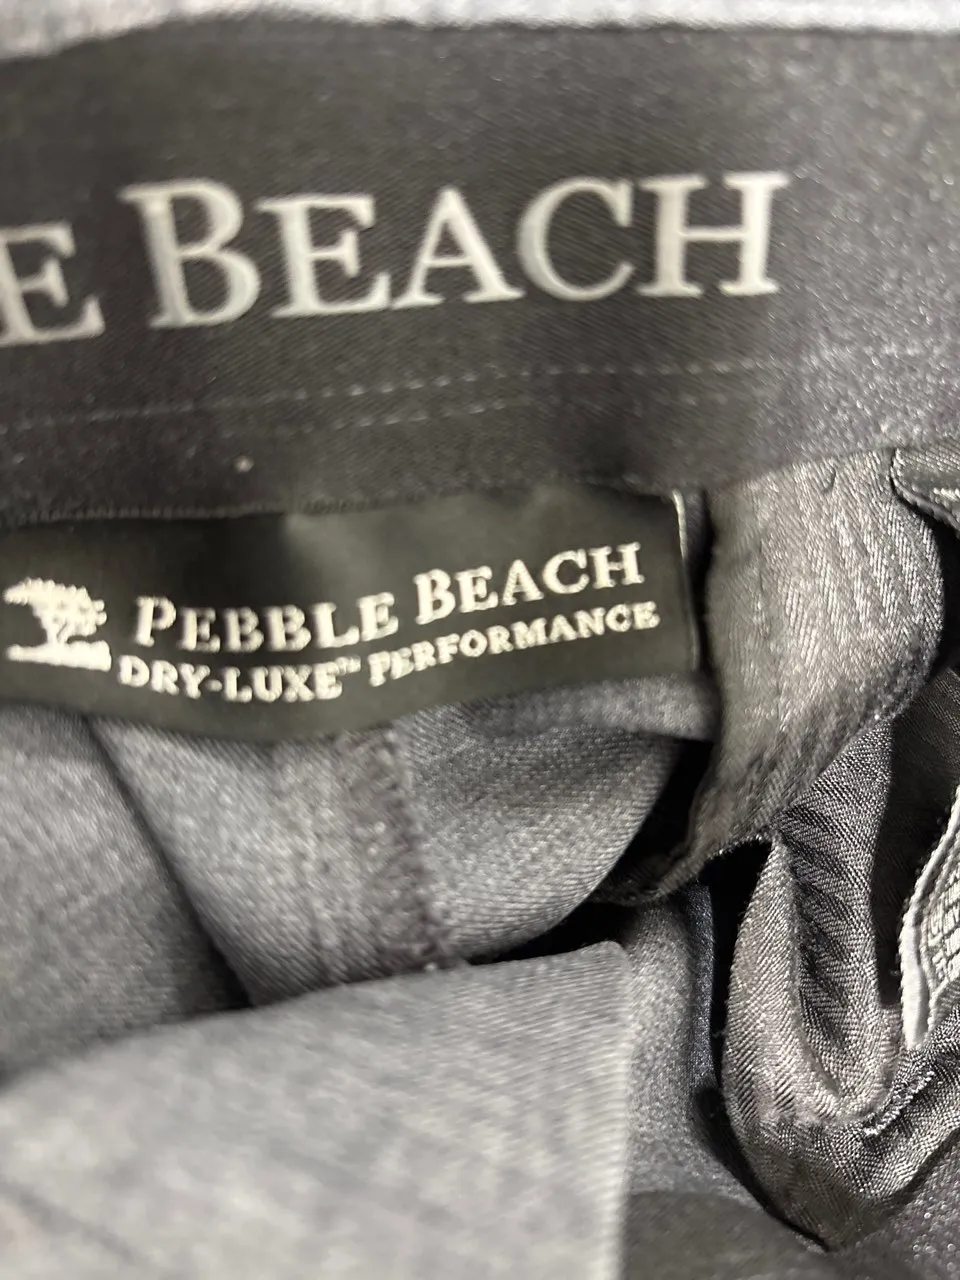 E BEACH
PEBBLE BEACH
DRY-LUXE™ PERFORMANCE